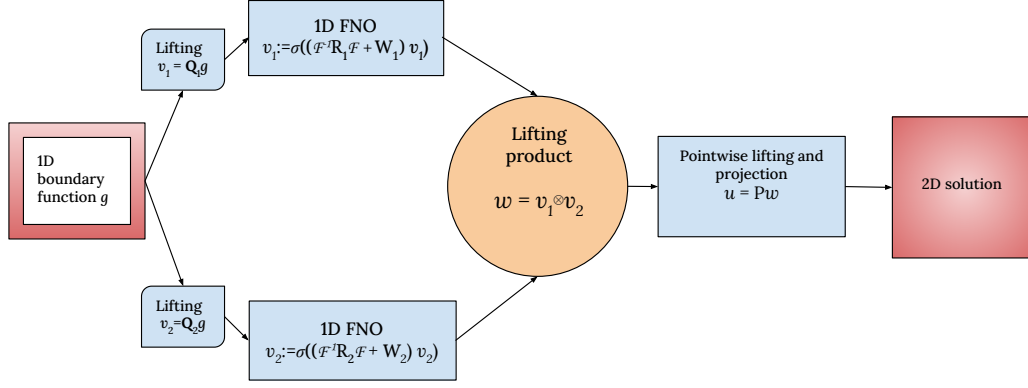 1D
boundary
function g
Lifting
v₁ = Q₁g
1D FNO
v₁:=σ((ℱ⁻¹R₁ℱ + W₁) v₁)
Lifting
v₂=Q₂g
1D FNO
v₂:=σ((ℱ⁻¹R₂ℱ + W₂) v₂)
Lifting
product
w = v₁⊗v₂
Pointwise lifting and
projection
u = Pw
2D solution